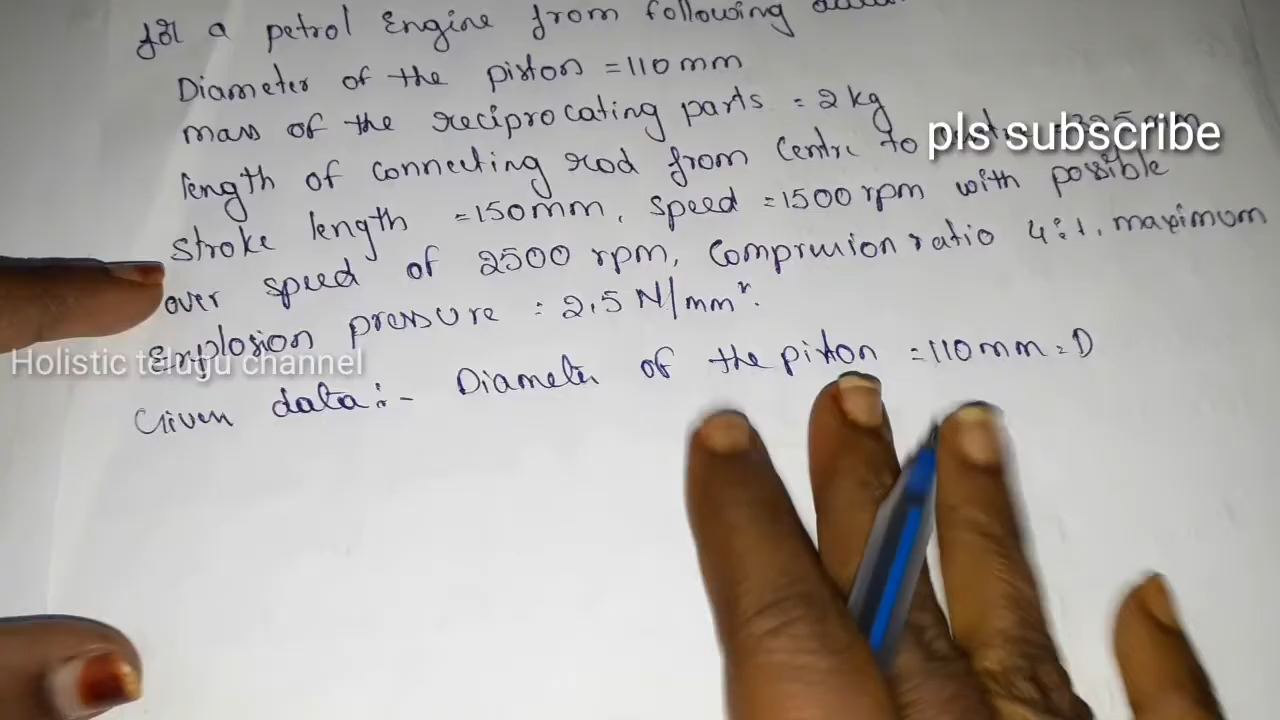 for a petrol Engine from following
Diameter of the piston = 110 mm
mass of the reciprocating parts = 2 kg
length of connecting rod from Centre to
pls subscribe
stroke length = 150mm, speed = 1500 rpm with possible
over speed of 2500 rpm, Compression ratio 4:1, maximum
Explosion pressure = 2.5 N/mm².
Holistic telugu channel
Given data:- Diameter of the piston = 110mm = D